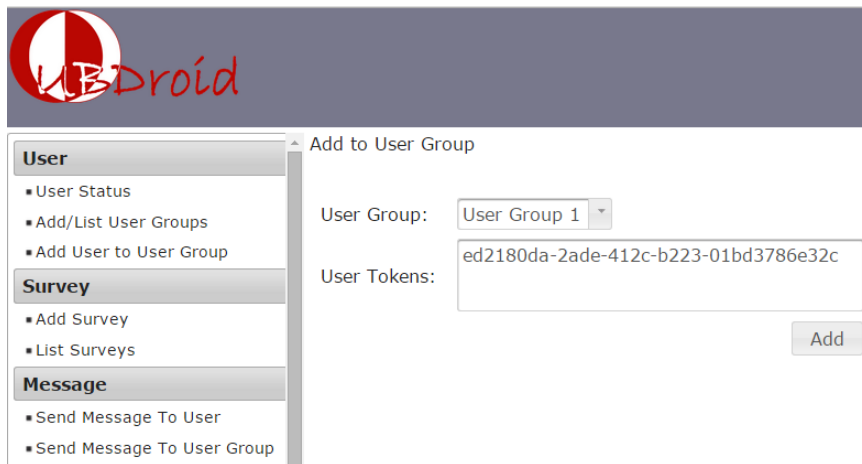 UBDroid
User
User Status
Add/List User Groups
Add User to User Group
Survey
Add Survey
List Surveys
Message
Send Message To User
Send Message To User Group
Add to User Group
User Group: User Group 1
User Tokens: ed2180da-2ade-412c-b223-01bd3786e32c
Add